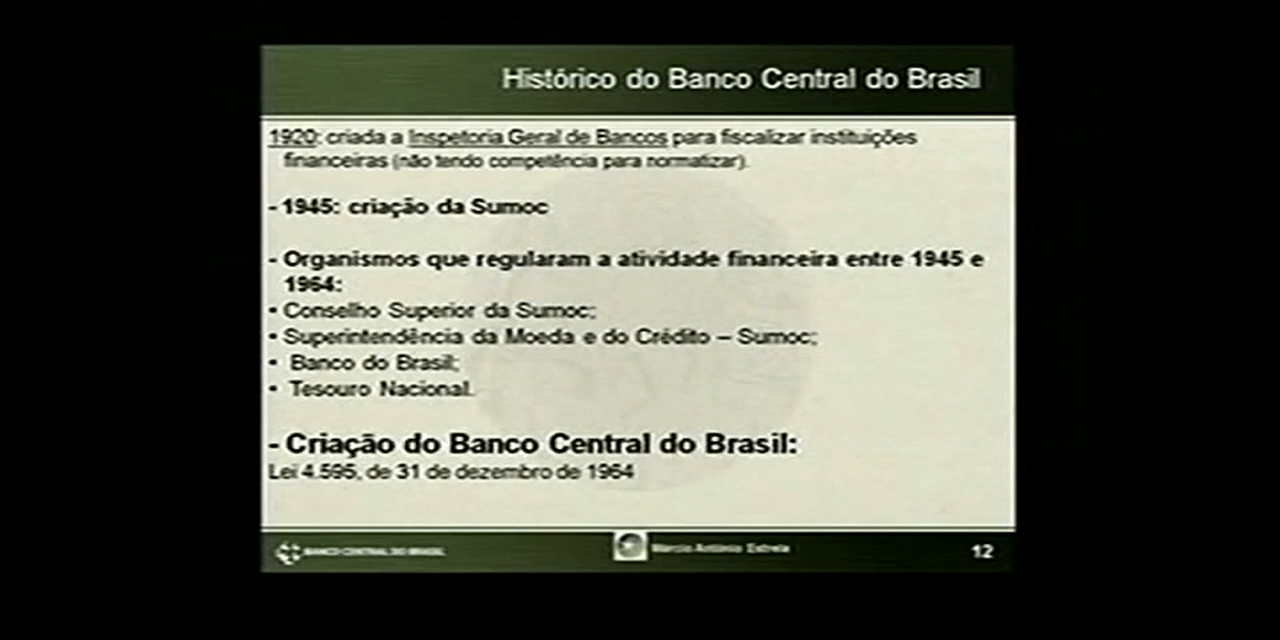 Histórico do Banco Central do Brasil
1920: criada a Inspetoria Geral de Bancos para fiscalizar instituições
financeiras (não tendo competência para normatizar).
- 1945: criação da Sumoc
- Organismos que regularam a atividade financeira entre 1945 e
1964:
• Conselho Superior da Sumoc;
• Superintendência da Moeda e do Crédito – Sumoc;
• Banco do Brasil;
• Tesouro Nacional.
- Criação do Banco Central do Brasil:
Lei 4.595, de 31 de dezembro de 1964
BANCO CENTRAL DO BRASIL
Marcio Antônio Estrela
12